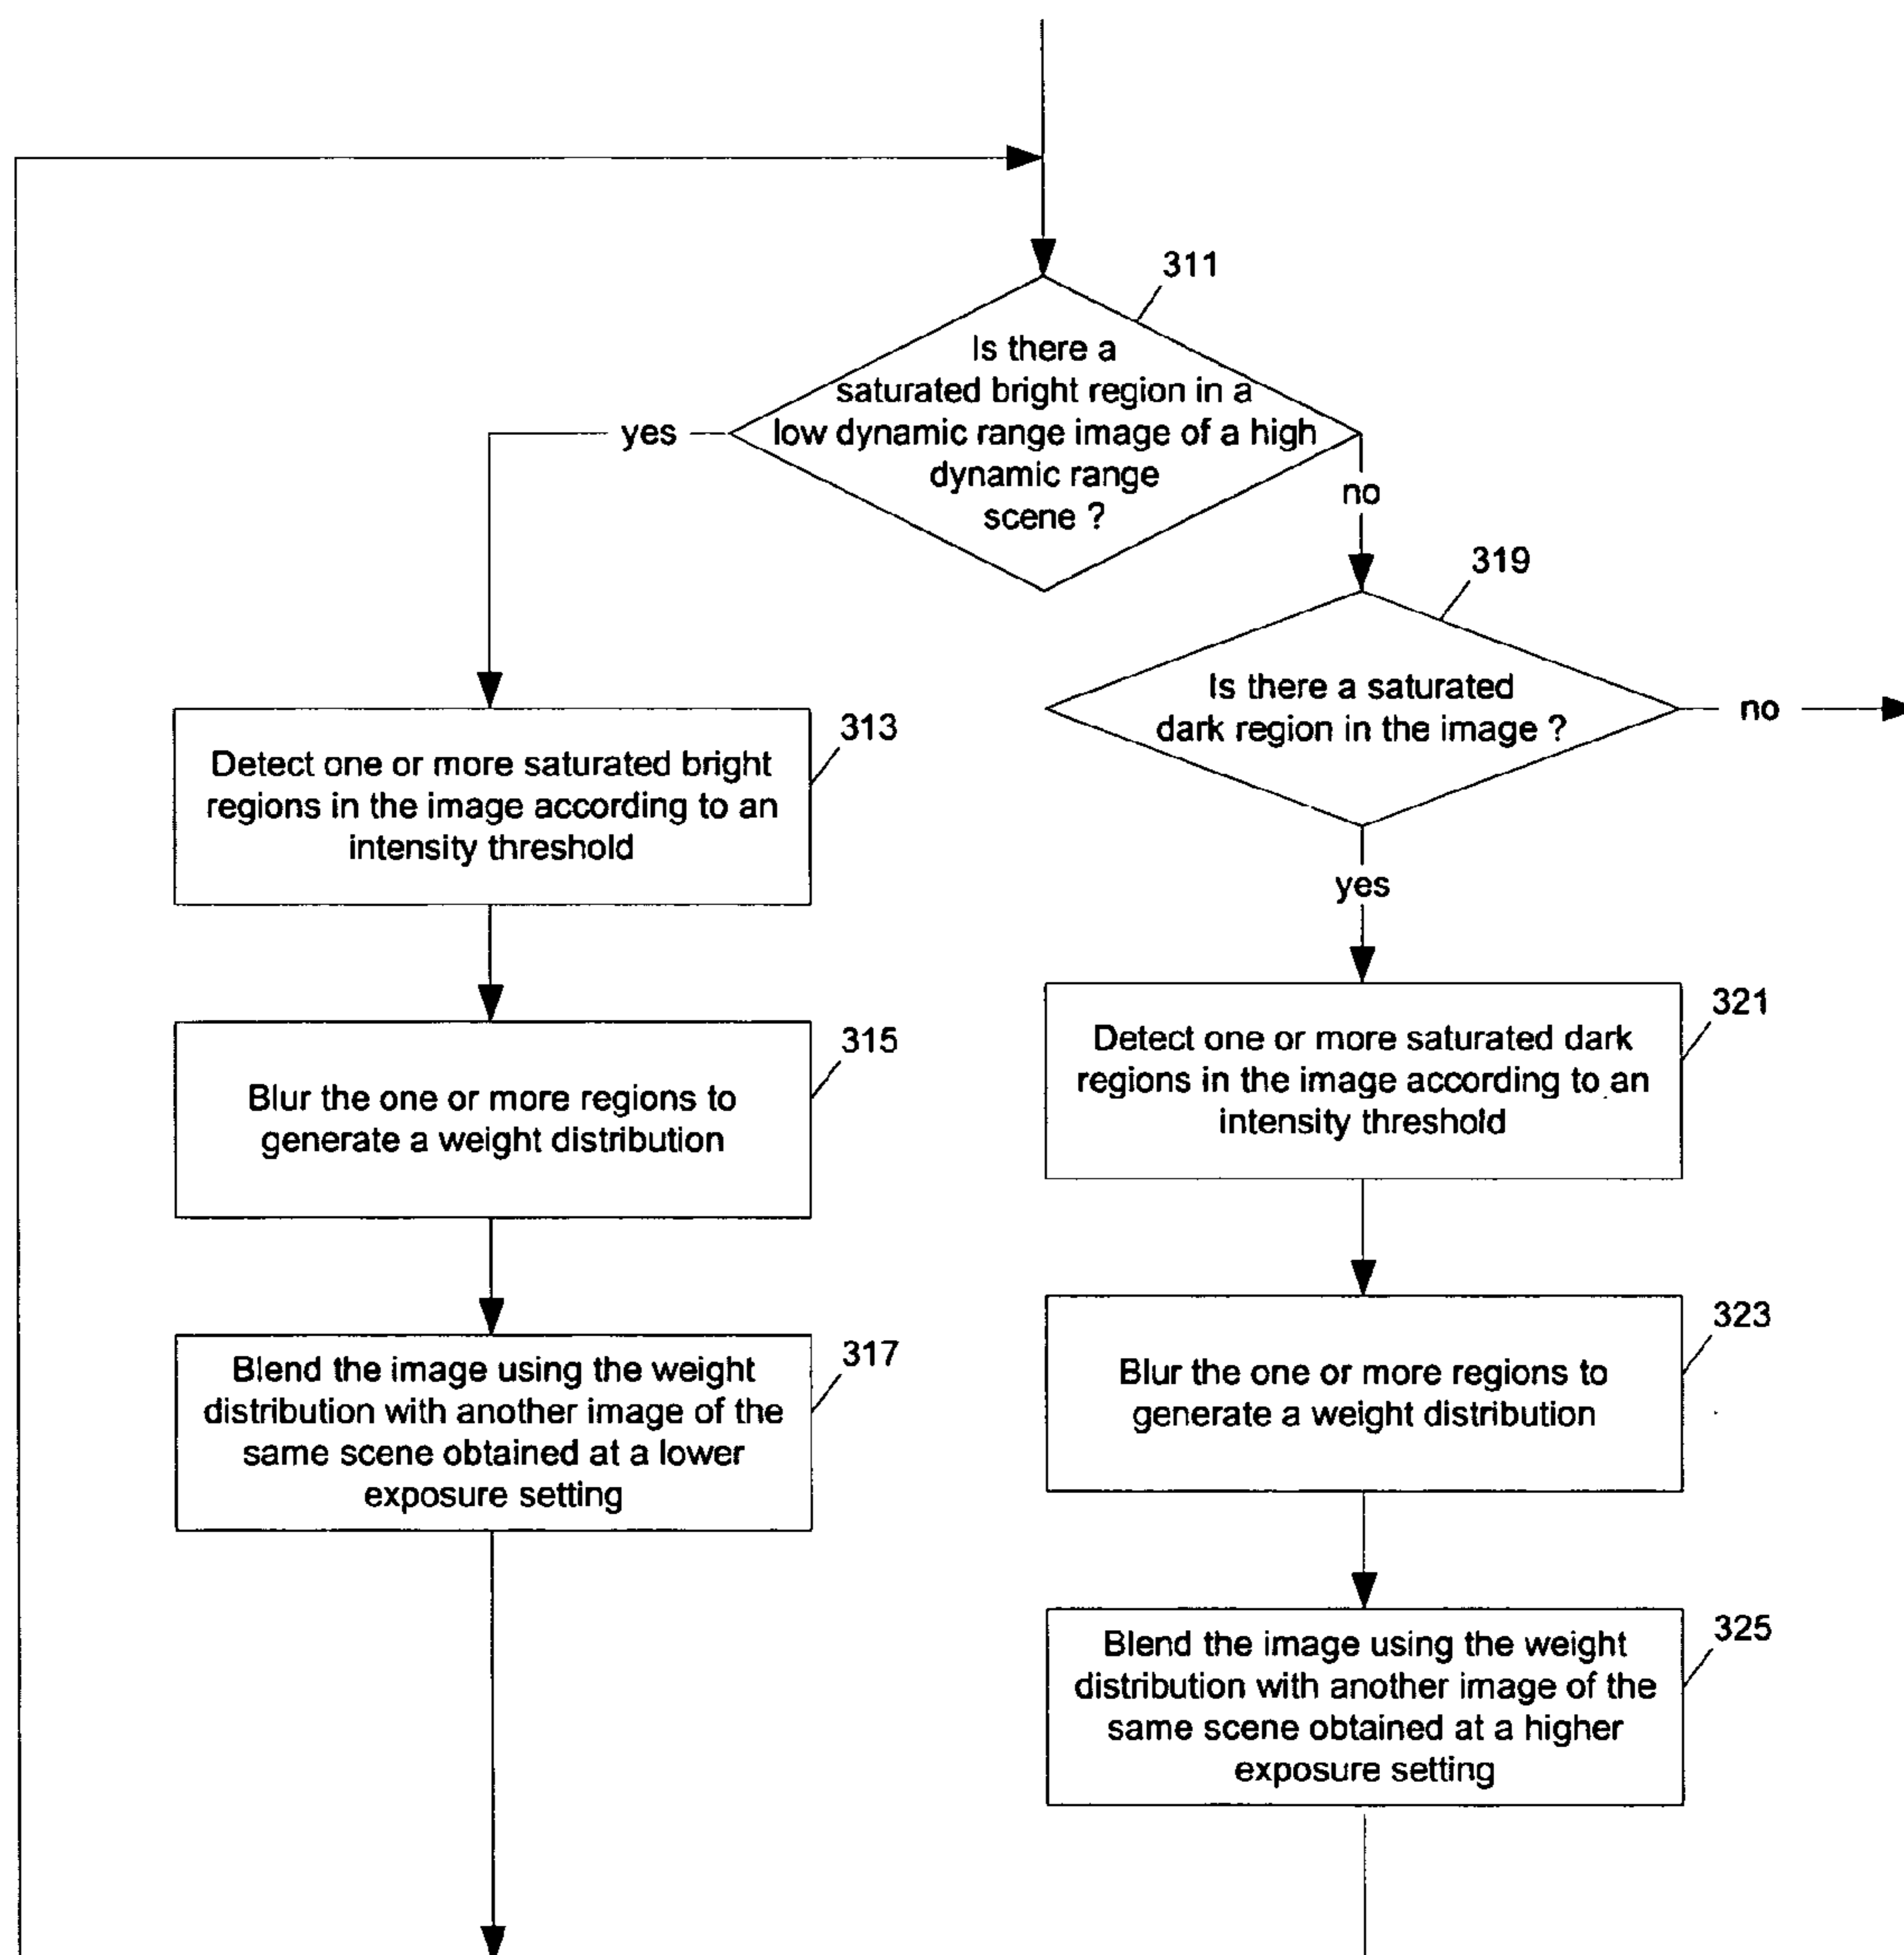 311
Is there a
saturated bright region in a
low dynamic range image of a high
dynamic range
scene ?
yes
no
319
Is there a saturated
dark region in the image ?
no
yes
313
Detect one or more saturated bright
regions in the image according to an
intensity threshold
315
Blur the one or more regions to
generate a weight distribution
317
Blend the image using the weight
distribution with another image of the
same scene obtained at a lower
exposure setting
321
Detect one or more saturated dark
regions in the image according to an
intensity threshold
323
Blur the one or more regions to
generate a weight distribution
325
Blend the image using the weight
distribution with another image of the
same scene obtained at a higher
exposure setting